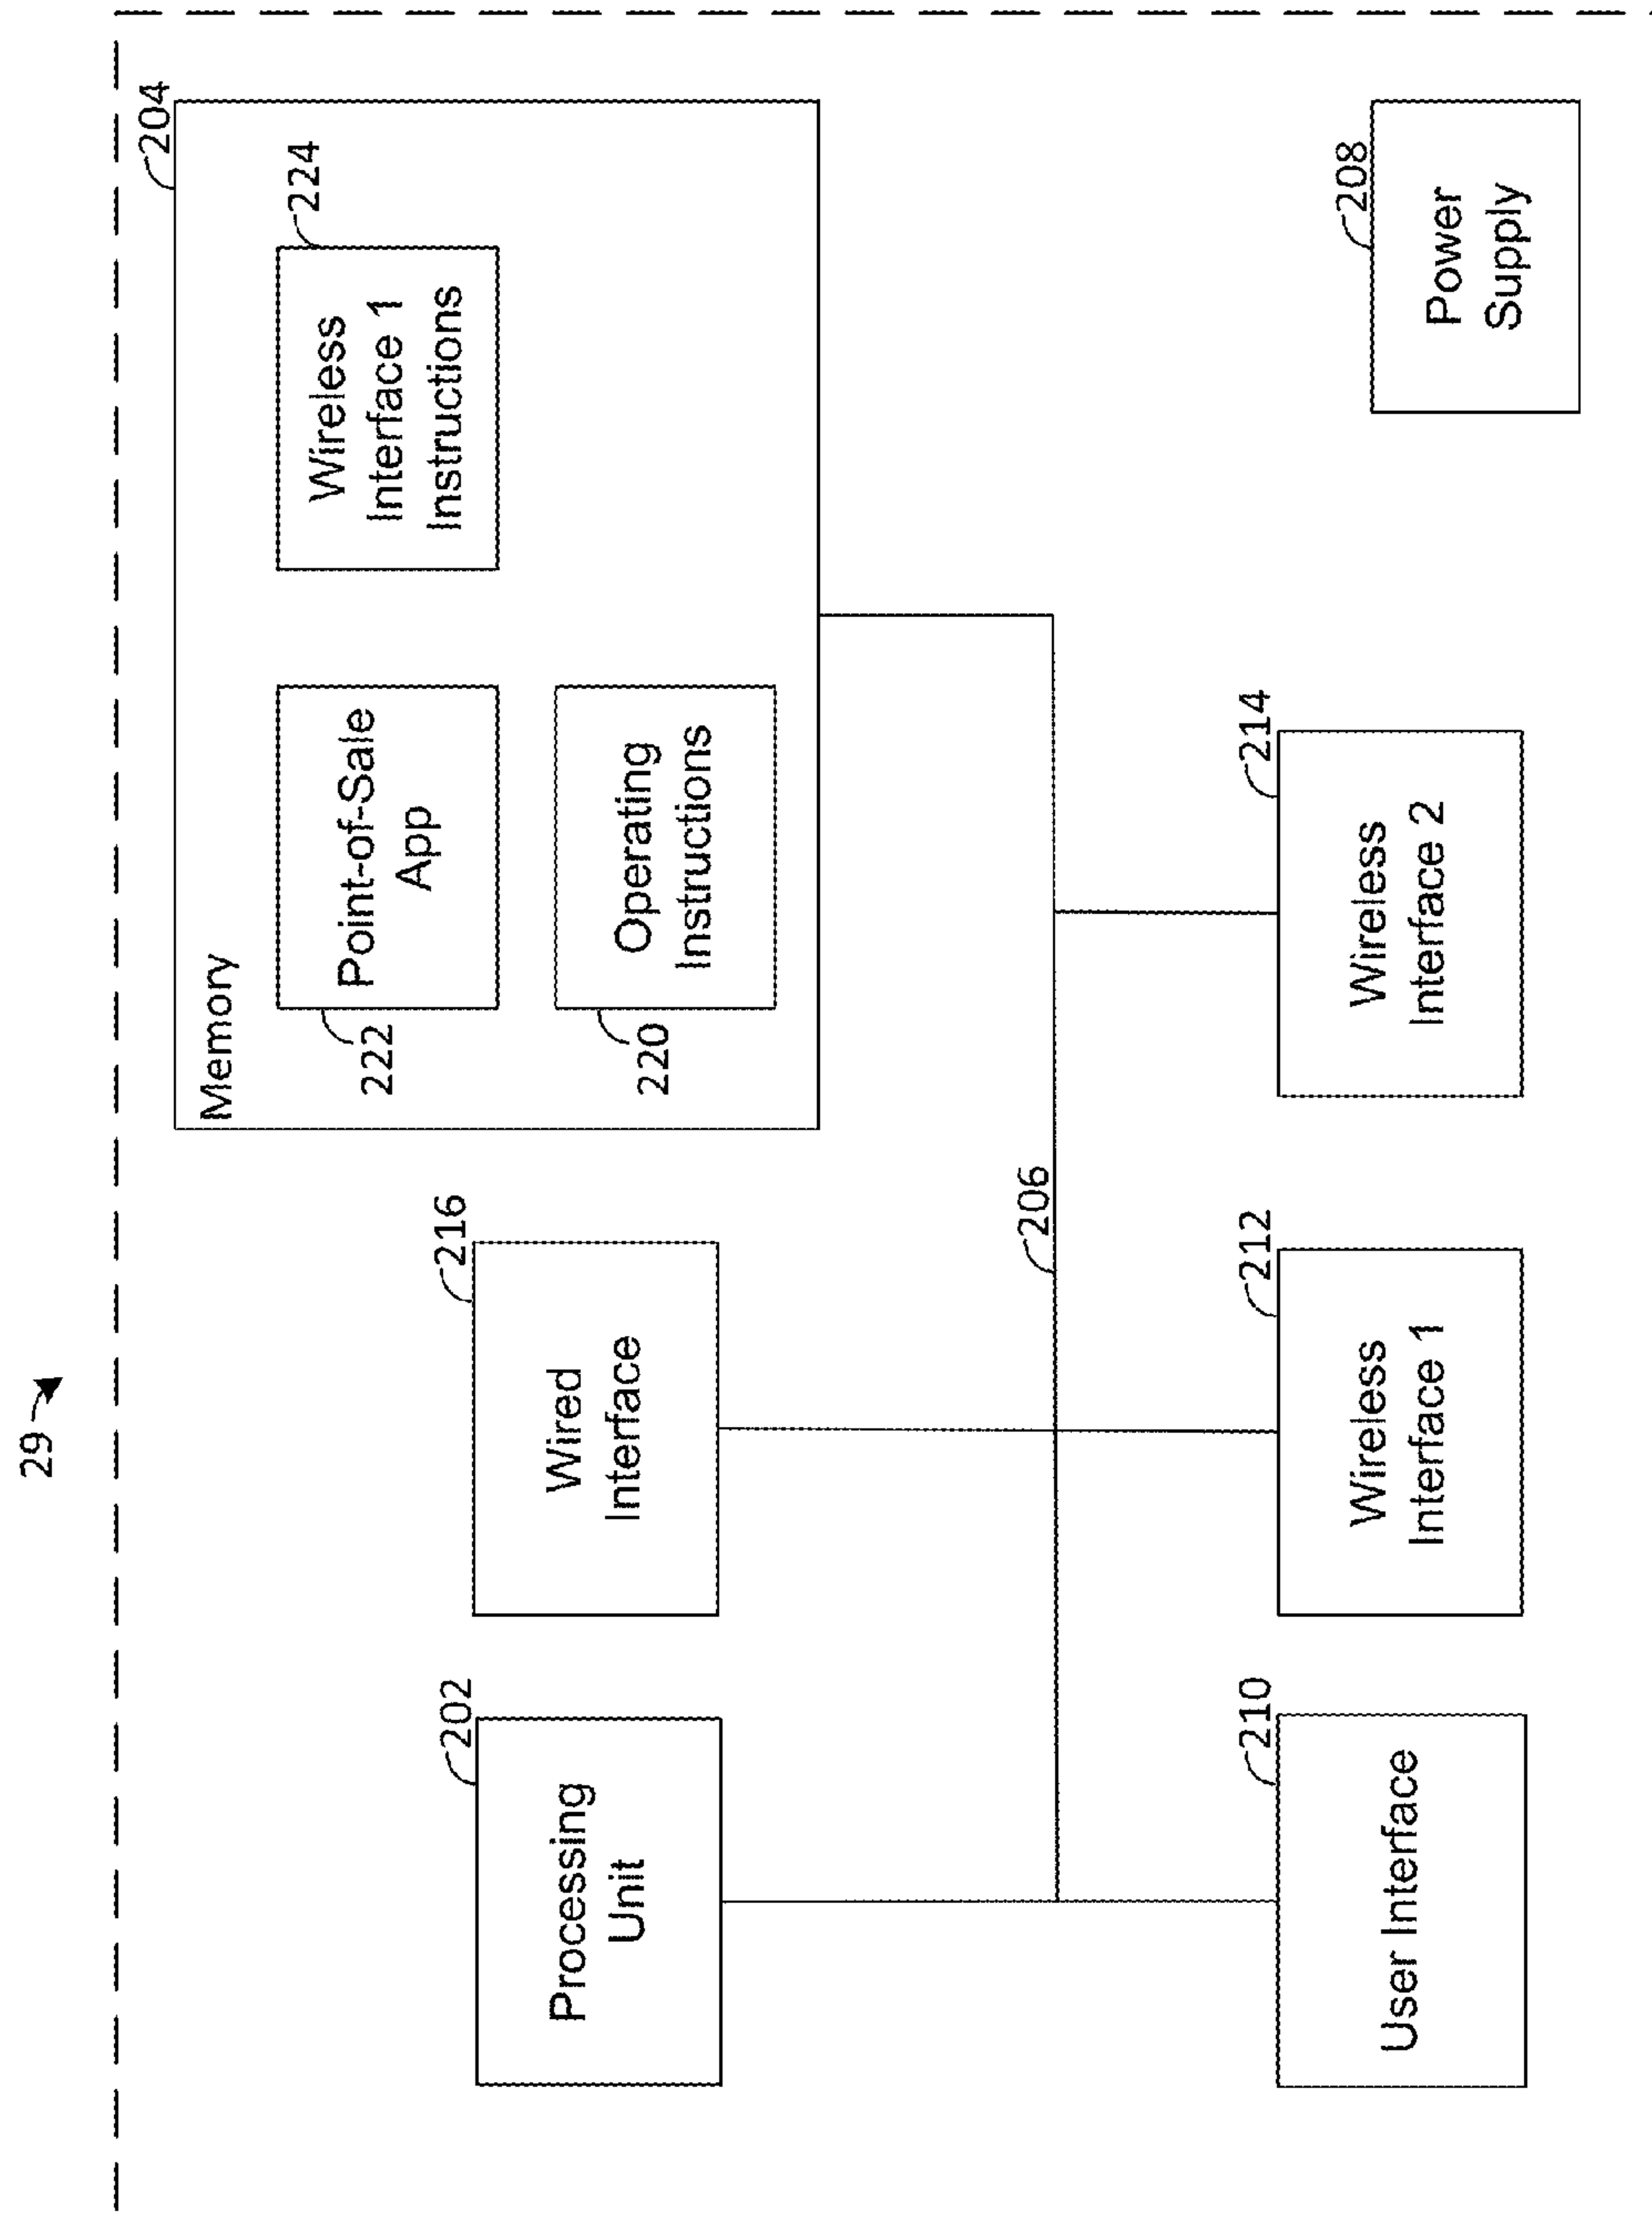 29
204
Memory
222
Point-of-Sale
App
224
Wireless
Interface 1
Instructions
220
Operating
Instructions
202
Processing
Unit
216
Wired
Interface
206
210
User Interface
212
Wireless
Interface 1
214
Wireless
Interface 2
208
Power
Supply